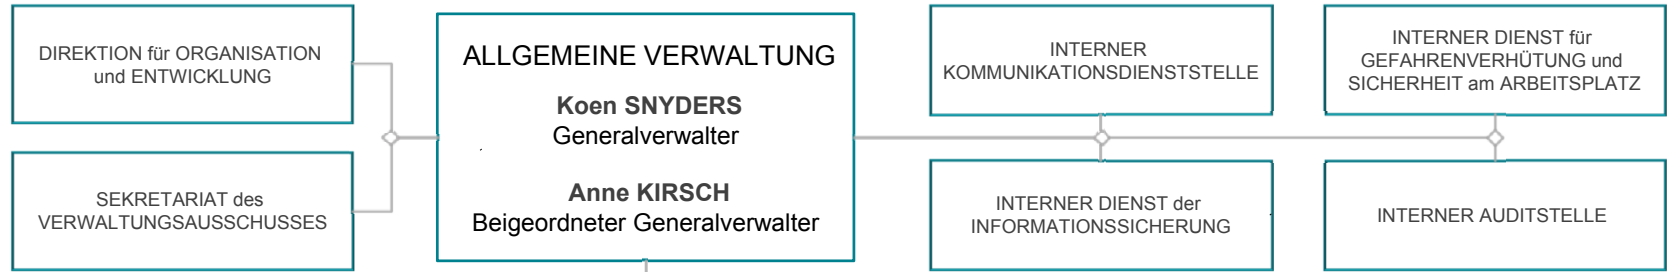 DIREKTION für ORGANISATION
und ENTWICKLUNG
SEKRETARIAT des
VERWALTUNGSAUSSCHUSSES
ALLGEMEINE VERWALTUNG
Koen SNYDERS
Generalverwalter
Anne KIRSCH
Beigeordneter Generalverwalter
INTERNER
KOMMUNIKATIONSDIENSTSTELLE
INTERNER DIENST der
INFORMATIONSSICHERUNG
INTERNER DIENST für
GEFAHRENVERHÜTUNG und
SICHERHEIT am ARBEITSPLATZ
INTERNER AUDITSTELLE